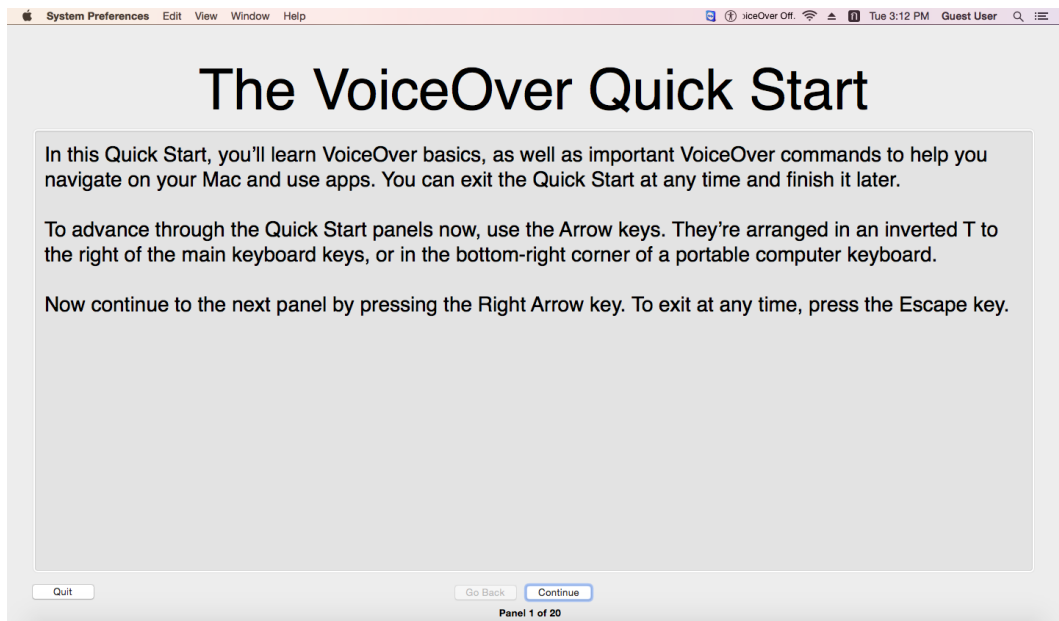 System Preferences Edit View Window Help
iceOver Off. Tue 3:12 PM Guest User
The VoiceOver Quick Start
In this Quick Start, you'll learn VoiceOver basics, as well as important VoiceOver commands to help you
navigate on your Mac and use apps. You can exit the Quick Start at any time and finish it later.
To advance through the Quick Start panels now, use the Arrow keys. They're arranged in an inverted T to
the right of the main keyboard keys, or in the bottom-right corner of a portable computer keyboard.
Now continue to the next panel by pressing the Right Arrow key. To exit at any time, press the Escape key.
Quit
Go Back Continue
Panel 1 of 20